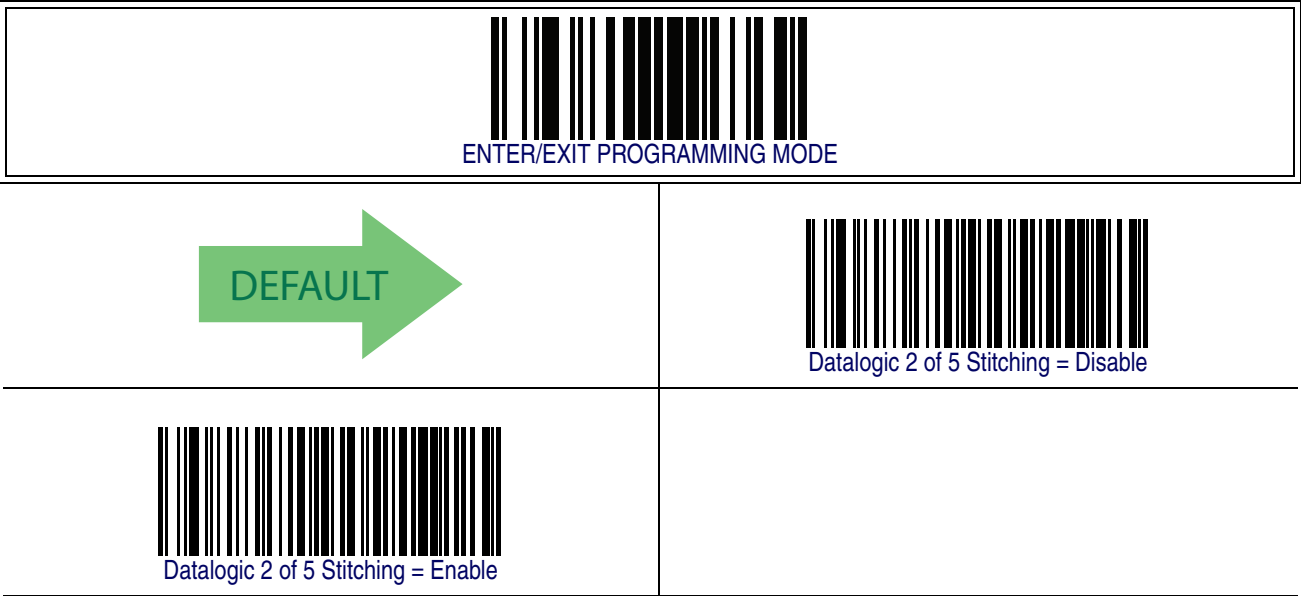 ENTER/EXIT PROGRAMMING MODE
DEFAULT
Datalogic 2 of 5 Stitching = Disable
Datalogic 2 of 5 Stitching = Enable